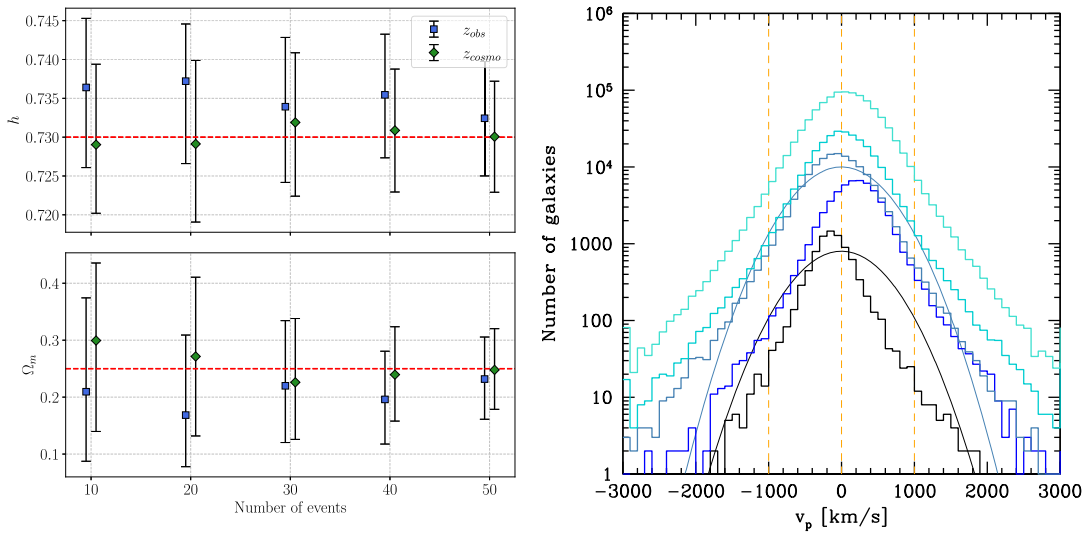 0.745
0.740
0.735
0.730
0.725
0.720
h
z_obs
z_cosmo
0.4
0.3
0.2
0.1
Ω_m
10 20 30 40 50
Number of events
10^6
10^5
10^4
1000
100
10
1
Number of galaxies
−3000 −2000 −1000 0 1000 2000 3000
v_p [km/s]